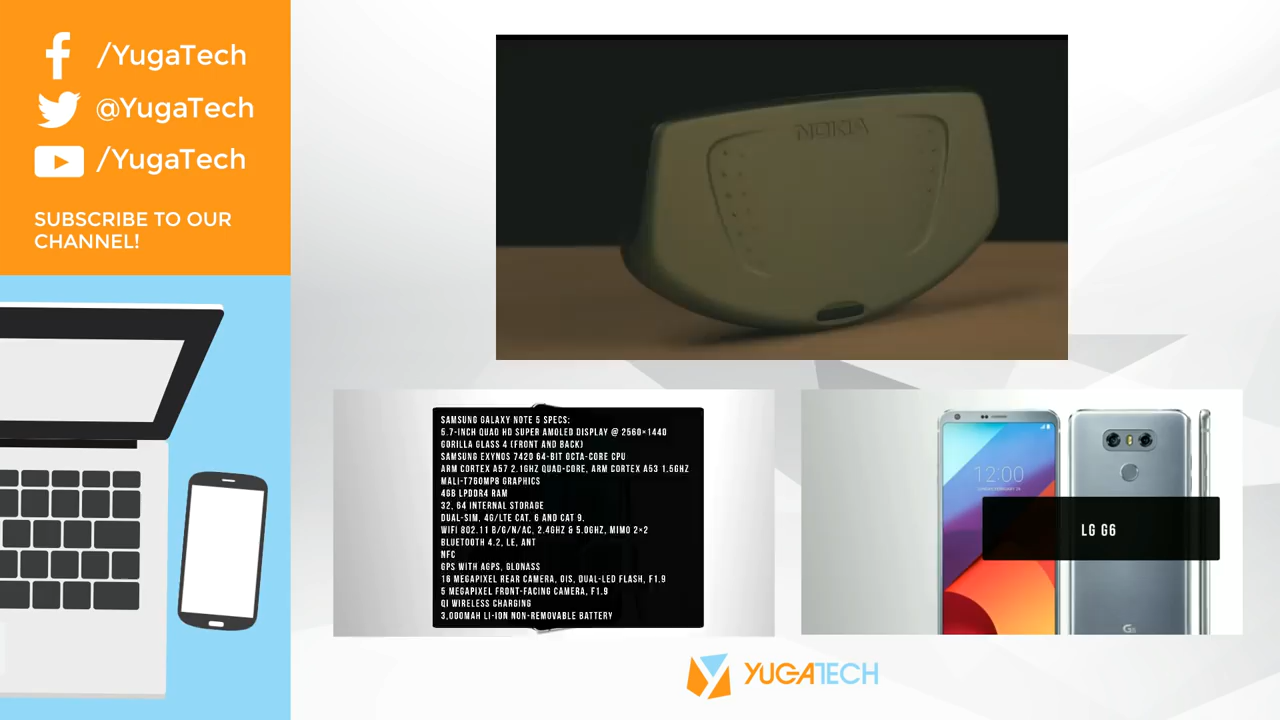 /YugaTech
@YugaTech
/YugaTech
SUBSCRIBE TO OUR
CHANNEL!
NOKIA
SAMSUNG GALAXY NOTE 5 SPECS:
5.7-INCH QUAD HD SUPER AMOLED DISPLAY @ 2560×1440
GORILLA GLASS 4 (FRONT AND BACK)
SAMSUNG EXYNOS 7420 64-BIT OCTA-CORE CPU
ARM CORTEX A57 2.1GHZ QUAD-CORE, ARM CORTEX A53 1.5GHZ
MALI-T760MP8 GRAPHICS
4GB LPDDR4 RAM
32, 64 INTERNAL STORAGE
DUAL-SIM, 4G/LTE CAT. 6 AND CAT 9.
WIFI 802.11 B/G/N/AC, 2.4GHZ & 5.0GHZ, MIMO 2×2
BLUETOOTH 4.2, LE, ANT
NFC
GPS WITH AGPS, GLONASS
16 MEGAPIXEL REAR CAMERA, OIS, DUAL-LED FLASH, F1.9
5 MEGAPIXEL FRONT-FACING CAMERA, F1.9
QI WIRELESS CHARGING
3,000MAH LI-ION NON-REMOVABLE BATTERY
12:00
LG G6
G6
YUGATECH